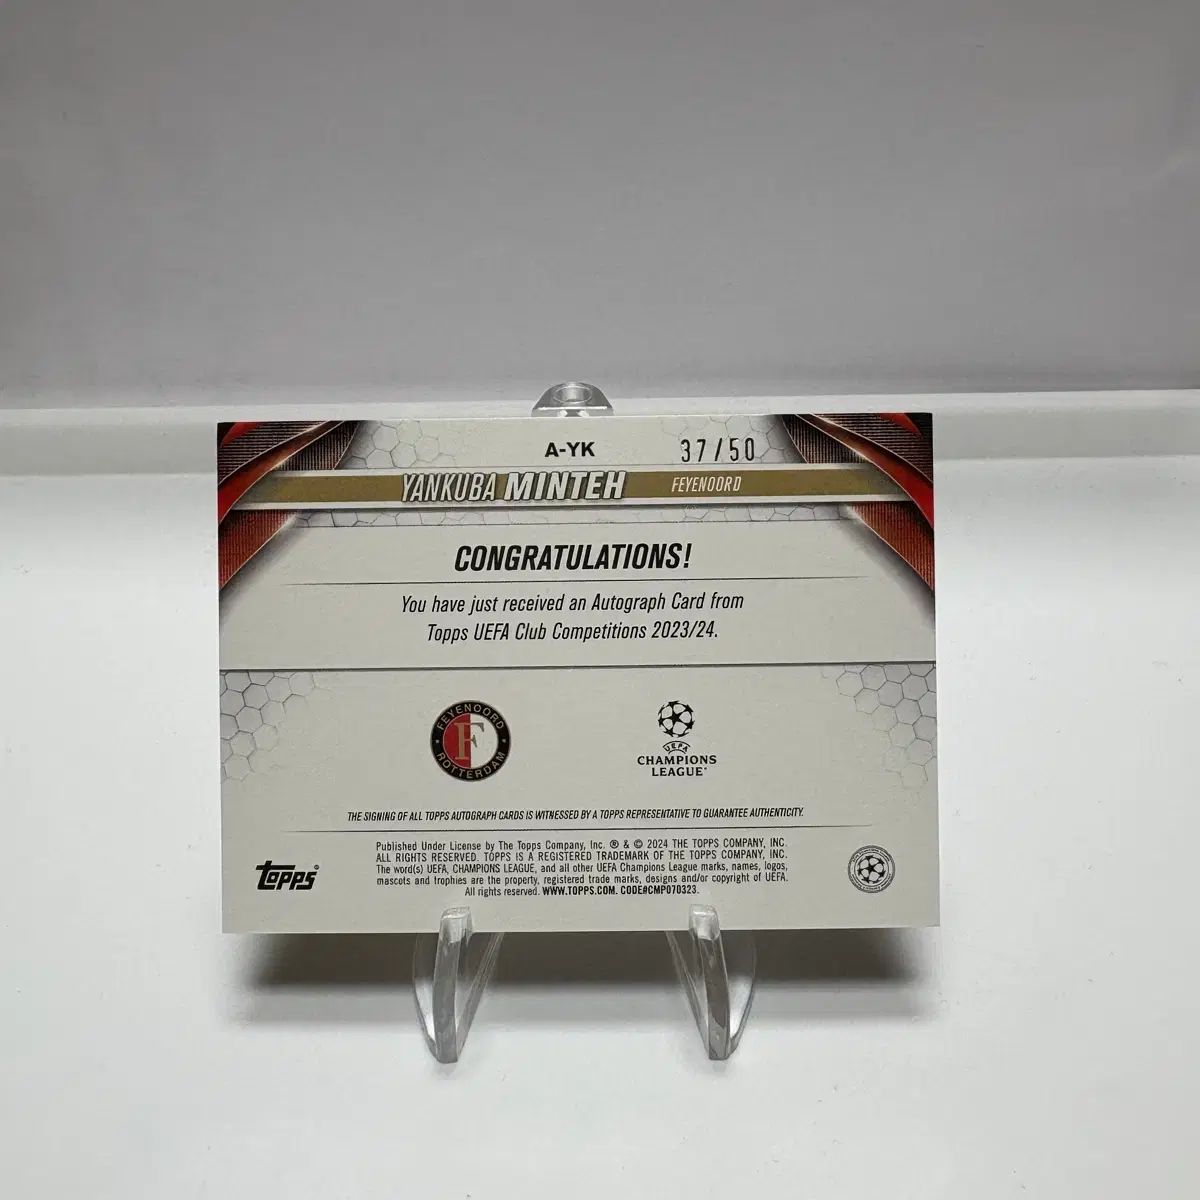 A-YK 37/50
YANKUBA MINTEH FEYENOORD
CONGRATULATIONS!
You have just received an Autograph Card from
Topps UEFA Club Competitions 2023/24.
FEYENOORD
F
ROTTERDAM
UEFA
CHAMPIONS
LEAGUE®
THE SIGNING OF ALL TOPPS AUTOGRAPH CARDS IS WITNESSED BY A TOPPS REPRESENTATIVE TO GUARANTEE AUTHENTICITY.
topps®
Published Under License by The Topps Company, Inc. ® & © 2024 THE TOPPS COMPANY, INC.
ALL RIGHTS RESERVED. TOPPS IS A REGISTERED TRADEMARK OF THE TOPPS COMPANY, INC.
The word(s) UEFA, CHAMPIONS LEAGUE, and all other UEFA Champions League marks, names, logos,
mascots and trophies are the property, registered trade marks, designs and/or copyright of UEFA.
All rights reserved. WWW.TOPPS.COM. CODE#CMP070323.